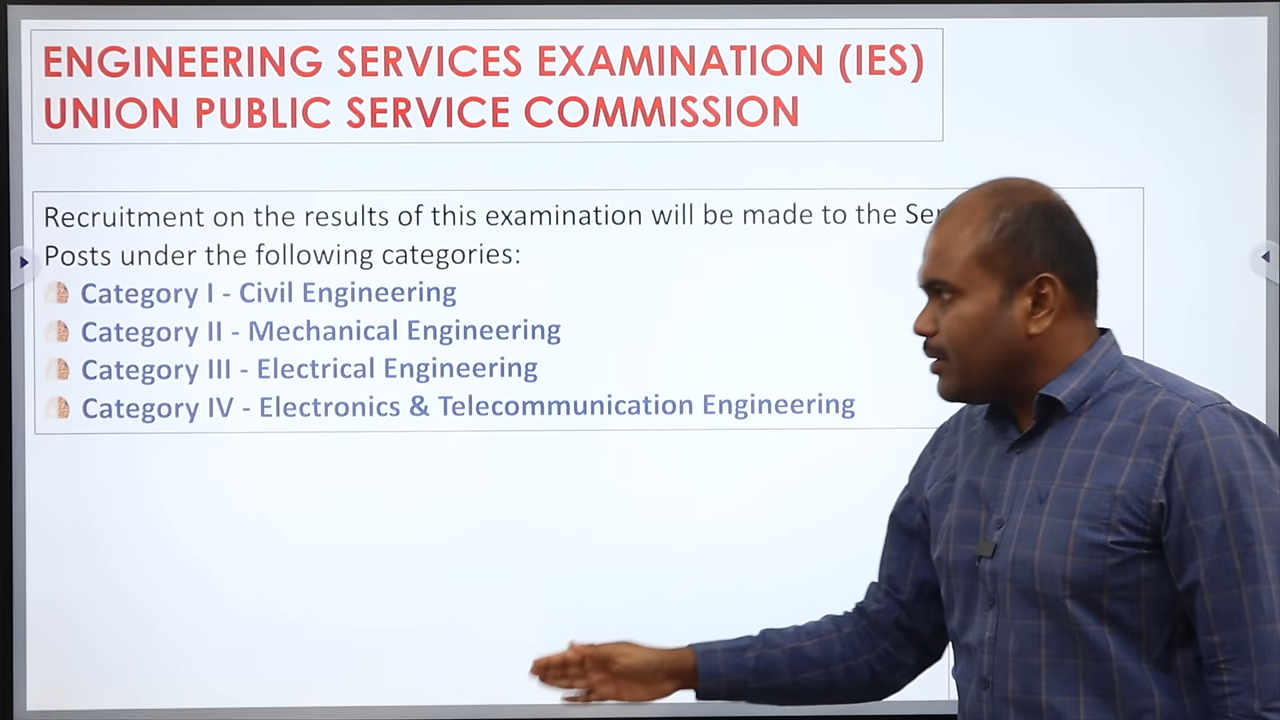 ENGINEERING SERVICES EXAMINATION (IES)
UNION PUBLIC SERVICE COMMISSION
Recruitment on the results of this examination will be made to the
Posts under the following categories:
Category I - Civil Engineering
Category II - Mechanical Engineering
Category III - Electrical Engineering
Category IV - Electronics & Telecommunication Engineering